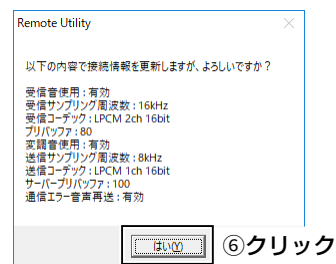 Remote Utility
以下の内容で接続情報を更新しますが、よろしいですか？
受信音使用 : 有効
受信サンプリング周波数 : 16kHz
受信コーデック : LPCM 2ch 16bit
プリバッファ : 80
変調音使用 : 有効
送信サンプリング周波数 : 8kHz
送信コーデック : LPCM 1ch 16bit
サーバープリバッファ : 100
通信エラー音声再送 : 有効
はい(Y)
⑥クリック